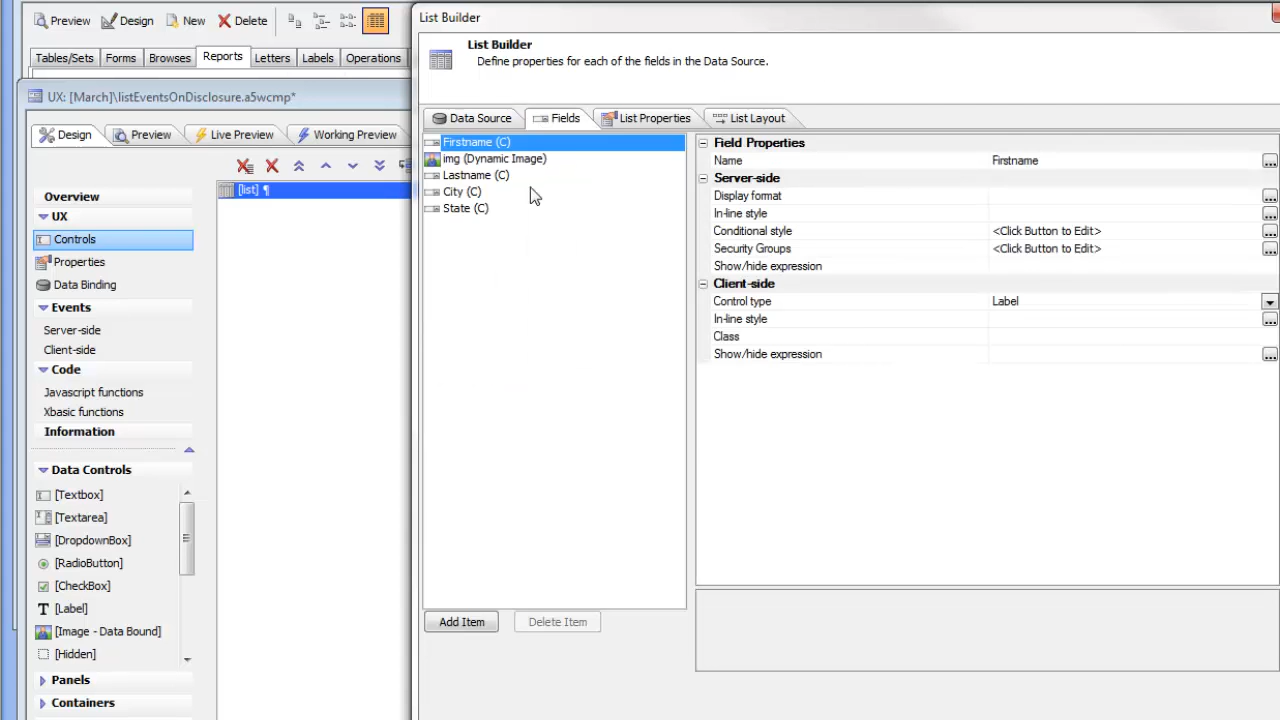 Preview Design New Delete
Tables/Sets Forms Browses Reports Letters Labels Operations
UX: [March]\listEventsOnDisclosure.a5wcmp*
Design Preview Live Preview Working Preview
Overview
UX
Controls
Properties
Data Binding
Events
Server-side
Client-side
Code
Javascript functions
Xbasic functions
Information
Data Controls
[Textbox]
[Textarea]
[DropdownBox]
[RadioButton]
[CheckBox]
[Label]
[Image - Data Bound]
[Hidden]
Panels
Containers
[list] ¶
List Builder
List Builder
Define properties for each of the fields in the Data Source.
Data Source Fields List Properties List Layout
Firstname (C)
img (Dynamic Image)
Lastname (C)
City (C)
State (C)
Add Item Delete Item
Field Properties
Name Firstname ...
Server-side
Display format ...
In-line style ...
Conditional style <Click Button to Edit> ...
Security Groups <Click Button to Edit> ...
Show/hide expression
Client-side
Control type Label
In-line style ...
Class
Show/hide expression ...